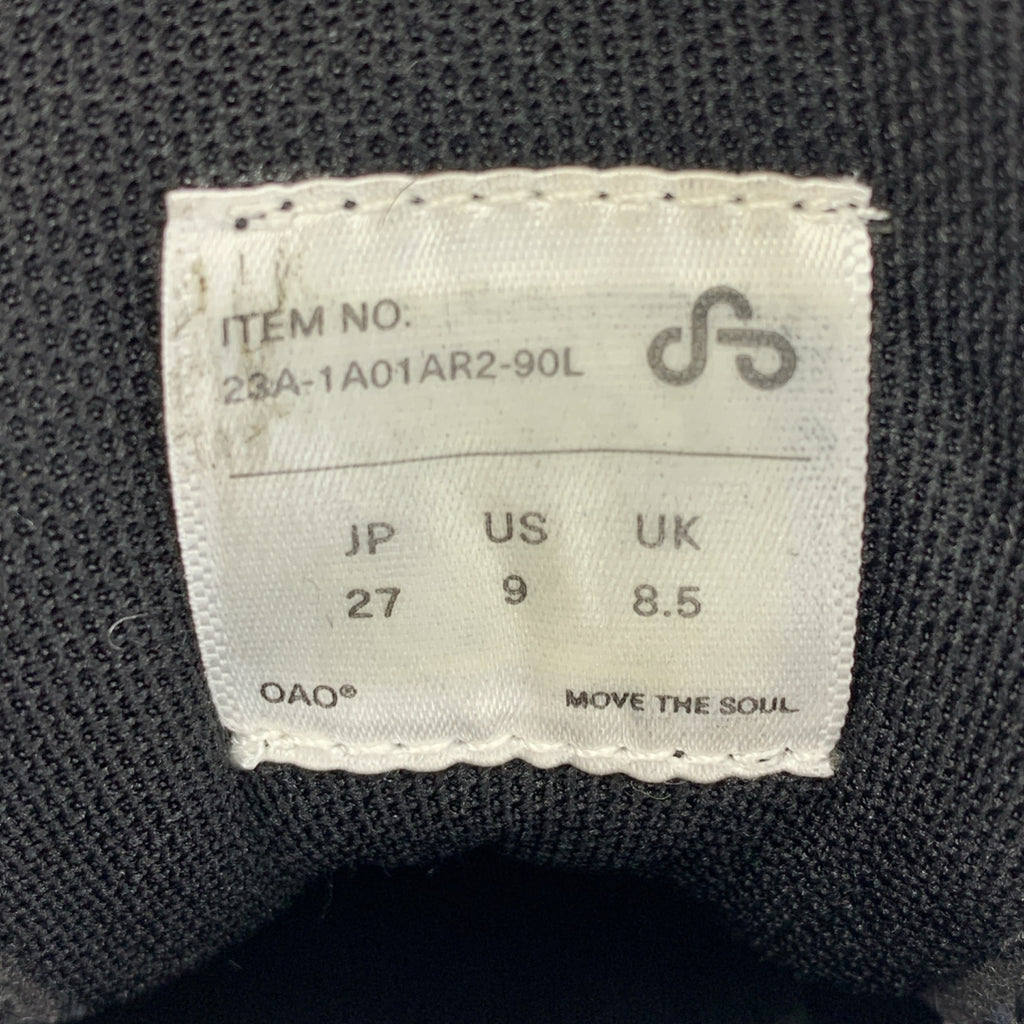 ITEM NO.
23A-1A01AR2-90L
JP US UK
27 9 8.5
OAO® MOVE THE SOUL